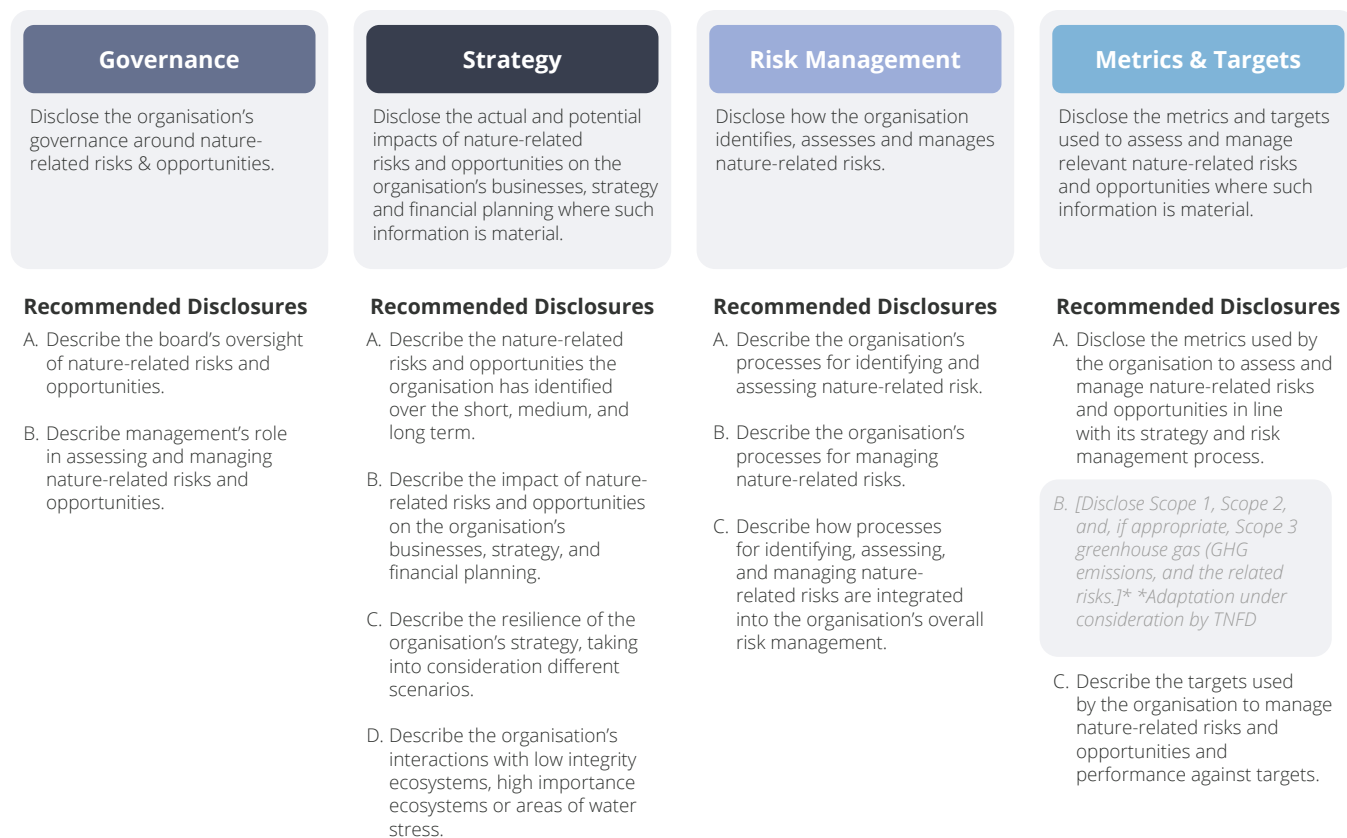 Governance
Disclose the organisation's
governance around nature-
related risks & opportunities.
Recommended Disclosures
A. Describe the board's oversight
of nature-related risks and
opportunities.
B. Describe management's role
in assessing and managing
nature-related risks and
opportunities.
Strategy
Disclose the actual and potential
impacts of nature-related
risks and opportunities on the
organisation's businesses, strategy
and financial planning where such
information is material.
Recommended Disclosures
A. Describe the nature-related
risks and opportunities the
organisation has identified
over the short, medium, and
long term.
B. Describe the impact of nature-
related risks and opportunities
on the organisation's
businesses, strategy, and
financial planning.
C. Describe the resilience of the
organisation's strategy, taking
into consideration different
scenarios.
D. Describe the organisation's
interactions with low integrity
ecosystems, high importance
ecosystems or areas of water
stress.
Risk Management
Disclose how the organisation
identifies, assesses and manages
nature-related risks.
Recommended Disclosures
A. Describe the organisation's
processes for identifying and
assessing nature-related risk.
B. Describe the organisation's
processes for managing
nature-related risks.
C. Describe how processes
for identifying, assessing,
and managing nature-
related risks are integrated
into the organisation's overall
risk management.
Metrics & Targets
Disclose the metrics and targets
used to assess and manage
relevant nature-related risks
and opportunities where such
information is material.
Recommended Disclosures
A. Disclose the metrics used by
the organisation to assess and
manage nature-related risks
and opportunities in line
with its strategy and risk
management process.
B. [Disclose Scope 1, Scope 2,
and, if appropriate, Scope 3
greenhouse gas (GHG
emissions, and the related
risks.]* *Adaptation under
consideration by TNFD
C. Describe the targets used
by the organisation to manage
nature-related risks and
opportunities and
performance against targets.